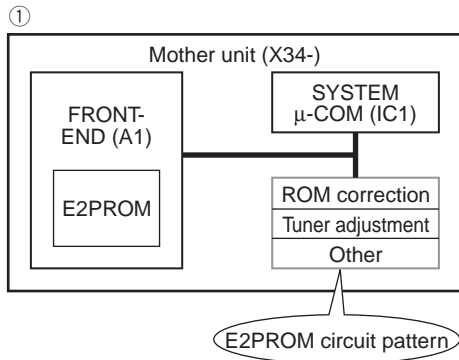 ①
Mother unit (X34-)
FRONT-
END (A1)
E2PROM
SYSTEM
μ-COM (IC1)
ROM correction
Tuner adjustment
Other
E2PROM circuit pattern